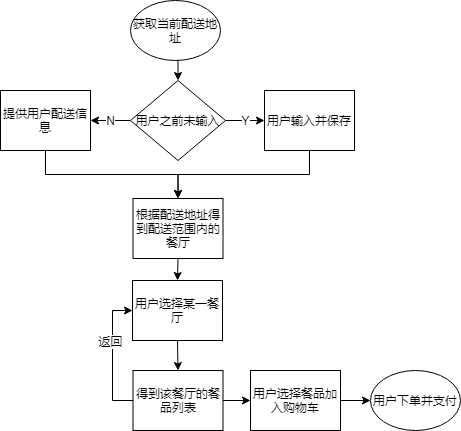 获取当前配送地
址
提供用户配送信
息
N
用户之前未输入
Y
用户输入并保存
根据配送地址得
到配送范围内的
餐厅
用户选择某一餐
厅
返回
得到该餐厅的餐
品列表
用户选择餐品加
入购物车
用户下单并支付